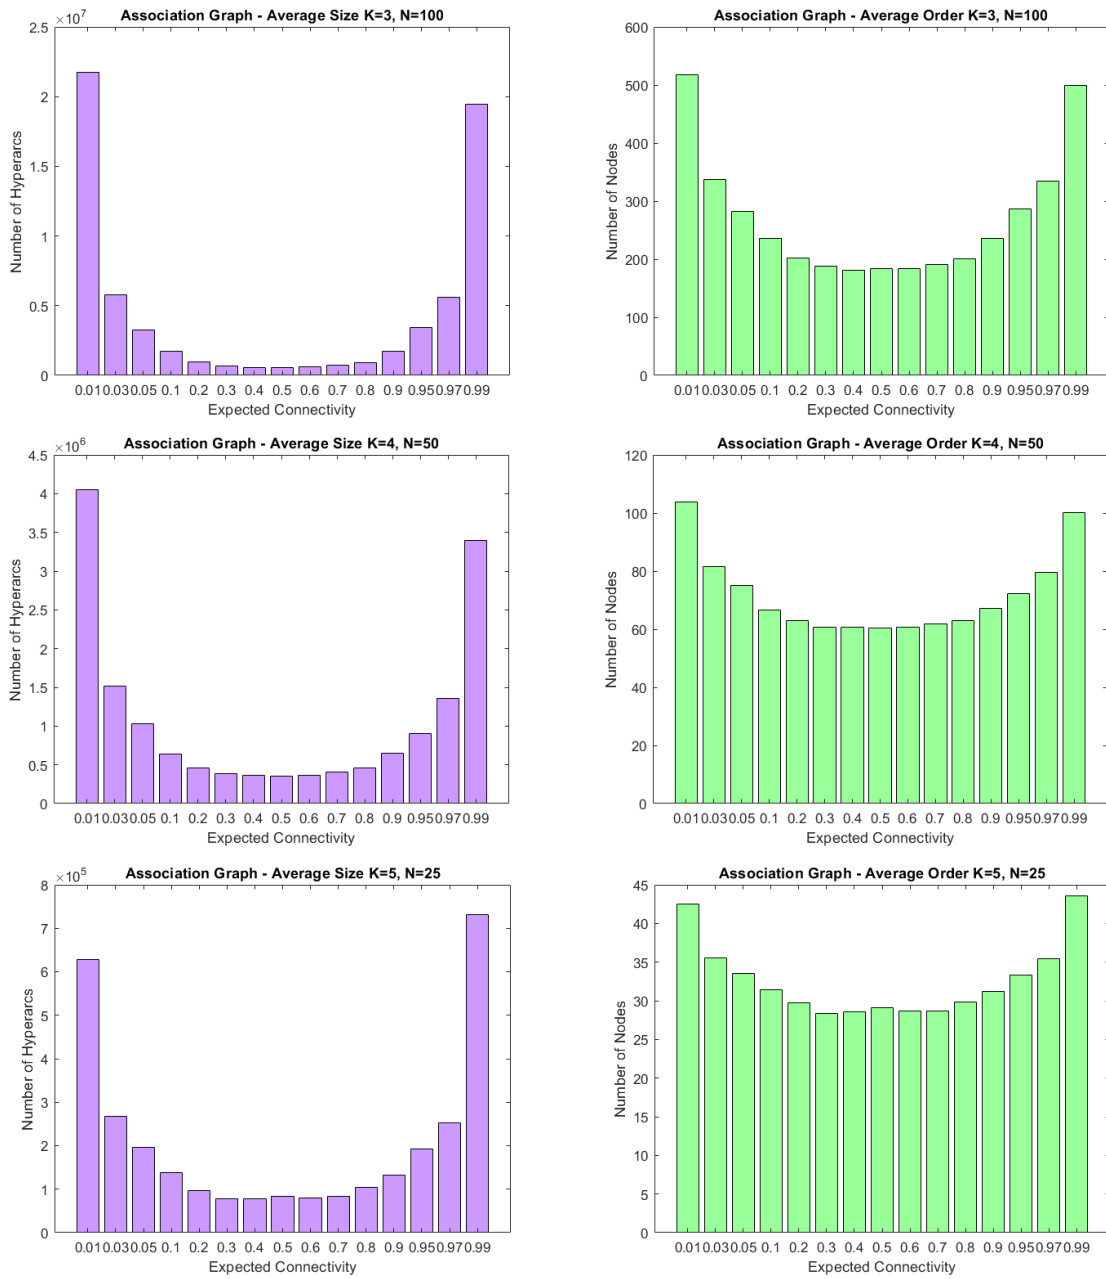 Association Graph - Average Size K=3, N=100
×10⁷
2.5
2
1.5
1
0.5
0
Number of Hyperarcs
0.01 0.03 0.05 0.1 0.2 0.3 0.4 0.5 0.6 0.7 0.8 0.9 0.95 0.97 0.99
Expected Connectivity
Association Graph - Average Order K=3, N=100
600
500
400
300
200
100
0
Number of Nodes
0.01 0.03 0.05 0.1 0.2 0.3 0.4 0.5 0.6 0.7 0.8 0.9 0.95 0.97 0.99
Expected Connectivity
Association Graph - Average Size K=4, N=50
×10⁶
4.5
4
3.5
3
2.5
2
1.5
1
0.5
0
Number of Hyperarcs
0.01 0.03 0.05 0.1 0.2 0.3 0.4 0.5 0.6 0.7 0.8 0.9 0.95 0.97 0.99
Expected Connectivity
Association Graph - Average Order K=4, N=50
120
100
80
60
40
20
0
Number of Nodes
0.01 0.03 0.05 0.1 0.2 0.3 0.4 0.5 0.6 0.7 0.8 0.9 0.95 0.97 0.99
Expected Connectivity
Association Graph - Average Size K=5, N=25
×10⁵
8
7
6
5
4
3
2
1
0
Number of Hyperarcs
0.01 0.03 0.05 0.1 0.2 0.3 0.4 0.5 0.6 0.7 0.8 0.9 0.95 0.97 0.99
Expected Connectivity
Association Graph - Average Order K=5, N=25
45
40
35
30
25
20
15
10
5
0
Number of Nodes
0.01 0.03 0.05 0.1 0.2 0.3 0.4 0.5 0.6 0.7 0.8 0.9 0.95 0.97 0.99
Expected Connectivity